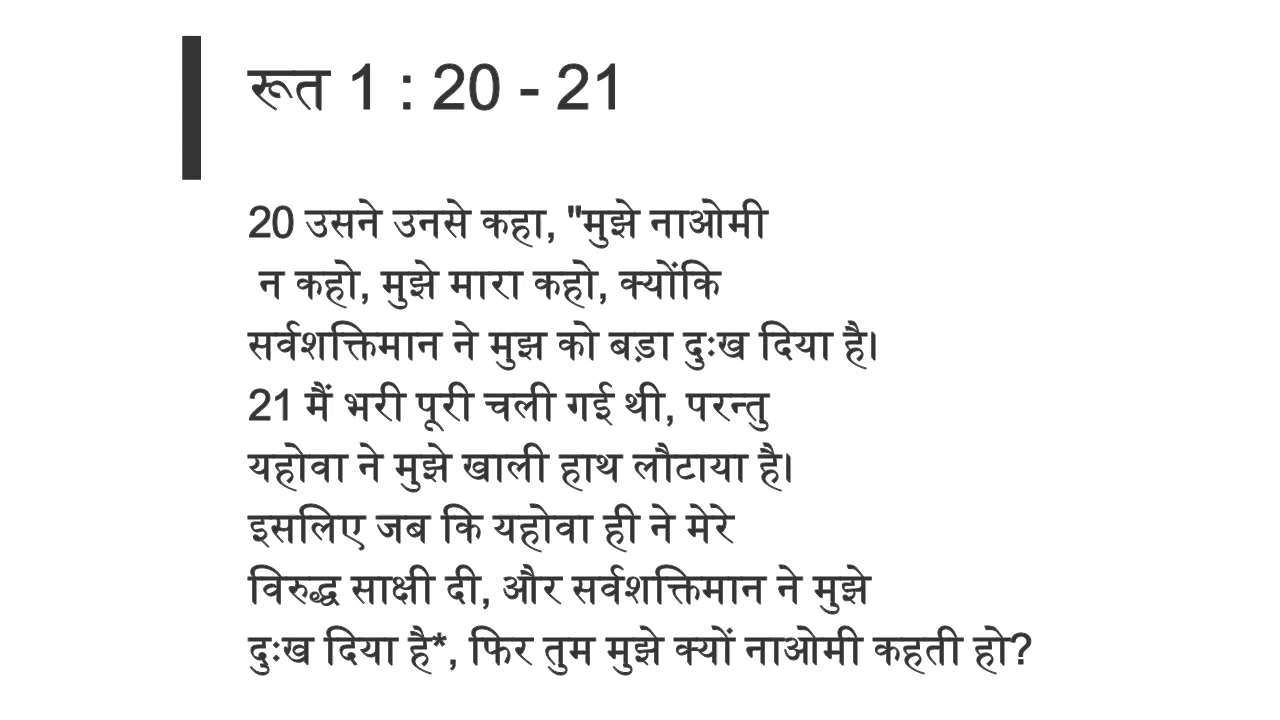 रूत 1 : 20 - 21
20 उसने उनसे कहा, "मुझे नाओमी
न कहो, मुझे मारा कहो, क्योंकि
सर्वशक्तिमान ने मुझ को बड़ा दुःख दिया है।
21 मैं भरी पूरी चली गई थी, परन्तु
यहोवा ने मुझे खाली हाथ लौटाया है।
इसलिए जब कि यहोवा ही ने मेरे
विरुद्ध साक्षी दी, और सर्वशक्तिमान ने मुझे
दुःख दिया है*, फिर तुम मुझे क्यों नाओमी कहती हो?